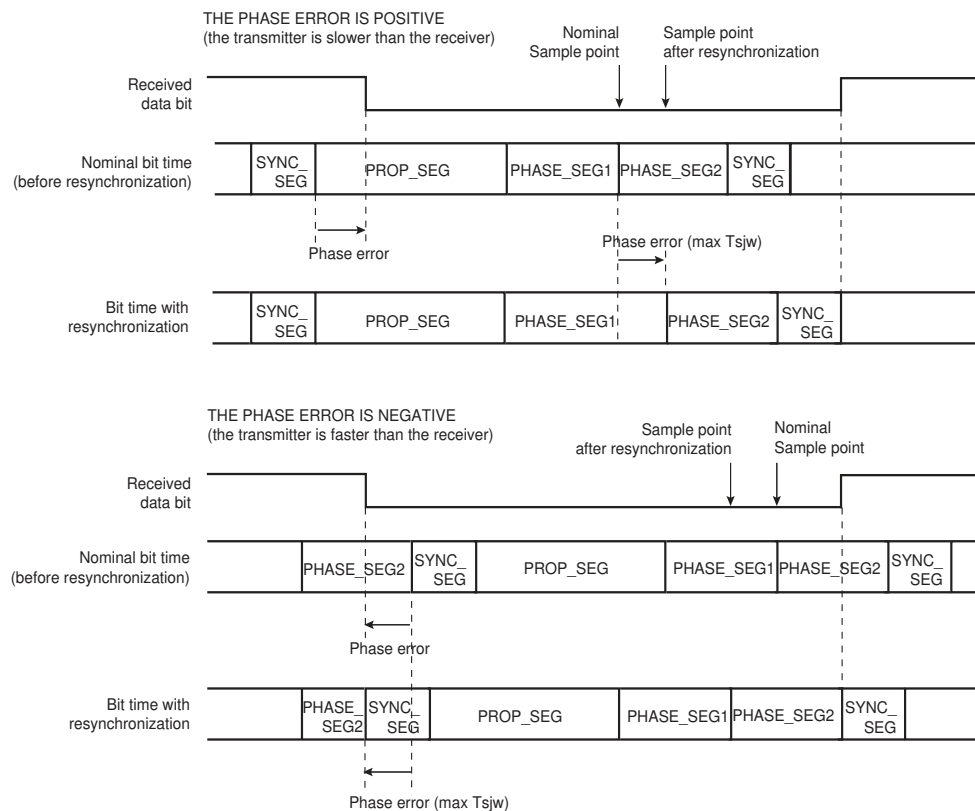 THE PHASE ERROR IS POSITIVE
(the transmitter is slower than the receiver)
Nominal
Sample point
Sample point
after resynchronization
Received
data bit
Nominal bit time
(before resynchronization)
SYNC_
SEG
PROP_SEG
PHASE_SEG1
PHASE_SEG2
SYNC_
SEG
Phase error
Phase error (max Tsjw)
Bit time with
resynchronization
SYNC_
SEG
PROP_SEG
PHASE_SEG1
PHASE_SEG2
SYNC_
SEG
THE PHASE ERROR IS NEGATIVE
(the transmitter is faster than the receiver)
Sample point
after resynchronization
Nominal
Sample point
Received
data bit
Nominal bit time
(before resynchronization)
PHASE_SEG2
SYNC_
SEG
PROP_SEG
PHASE_SEG1
PHASE_SEG2
SYNC_
SEG
Phase error
Bit time with
resynchronization
PHASE_
SEG2
SYNC_
SEG
PROP_SEG
PHASE_SEG1
PHASE_SEG2
SYNC_
SEG
Phase error (max Tsjw)